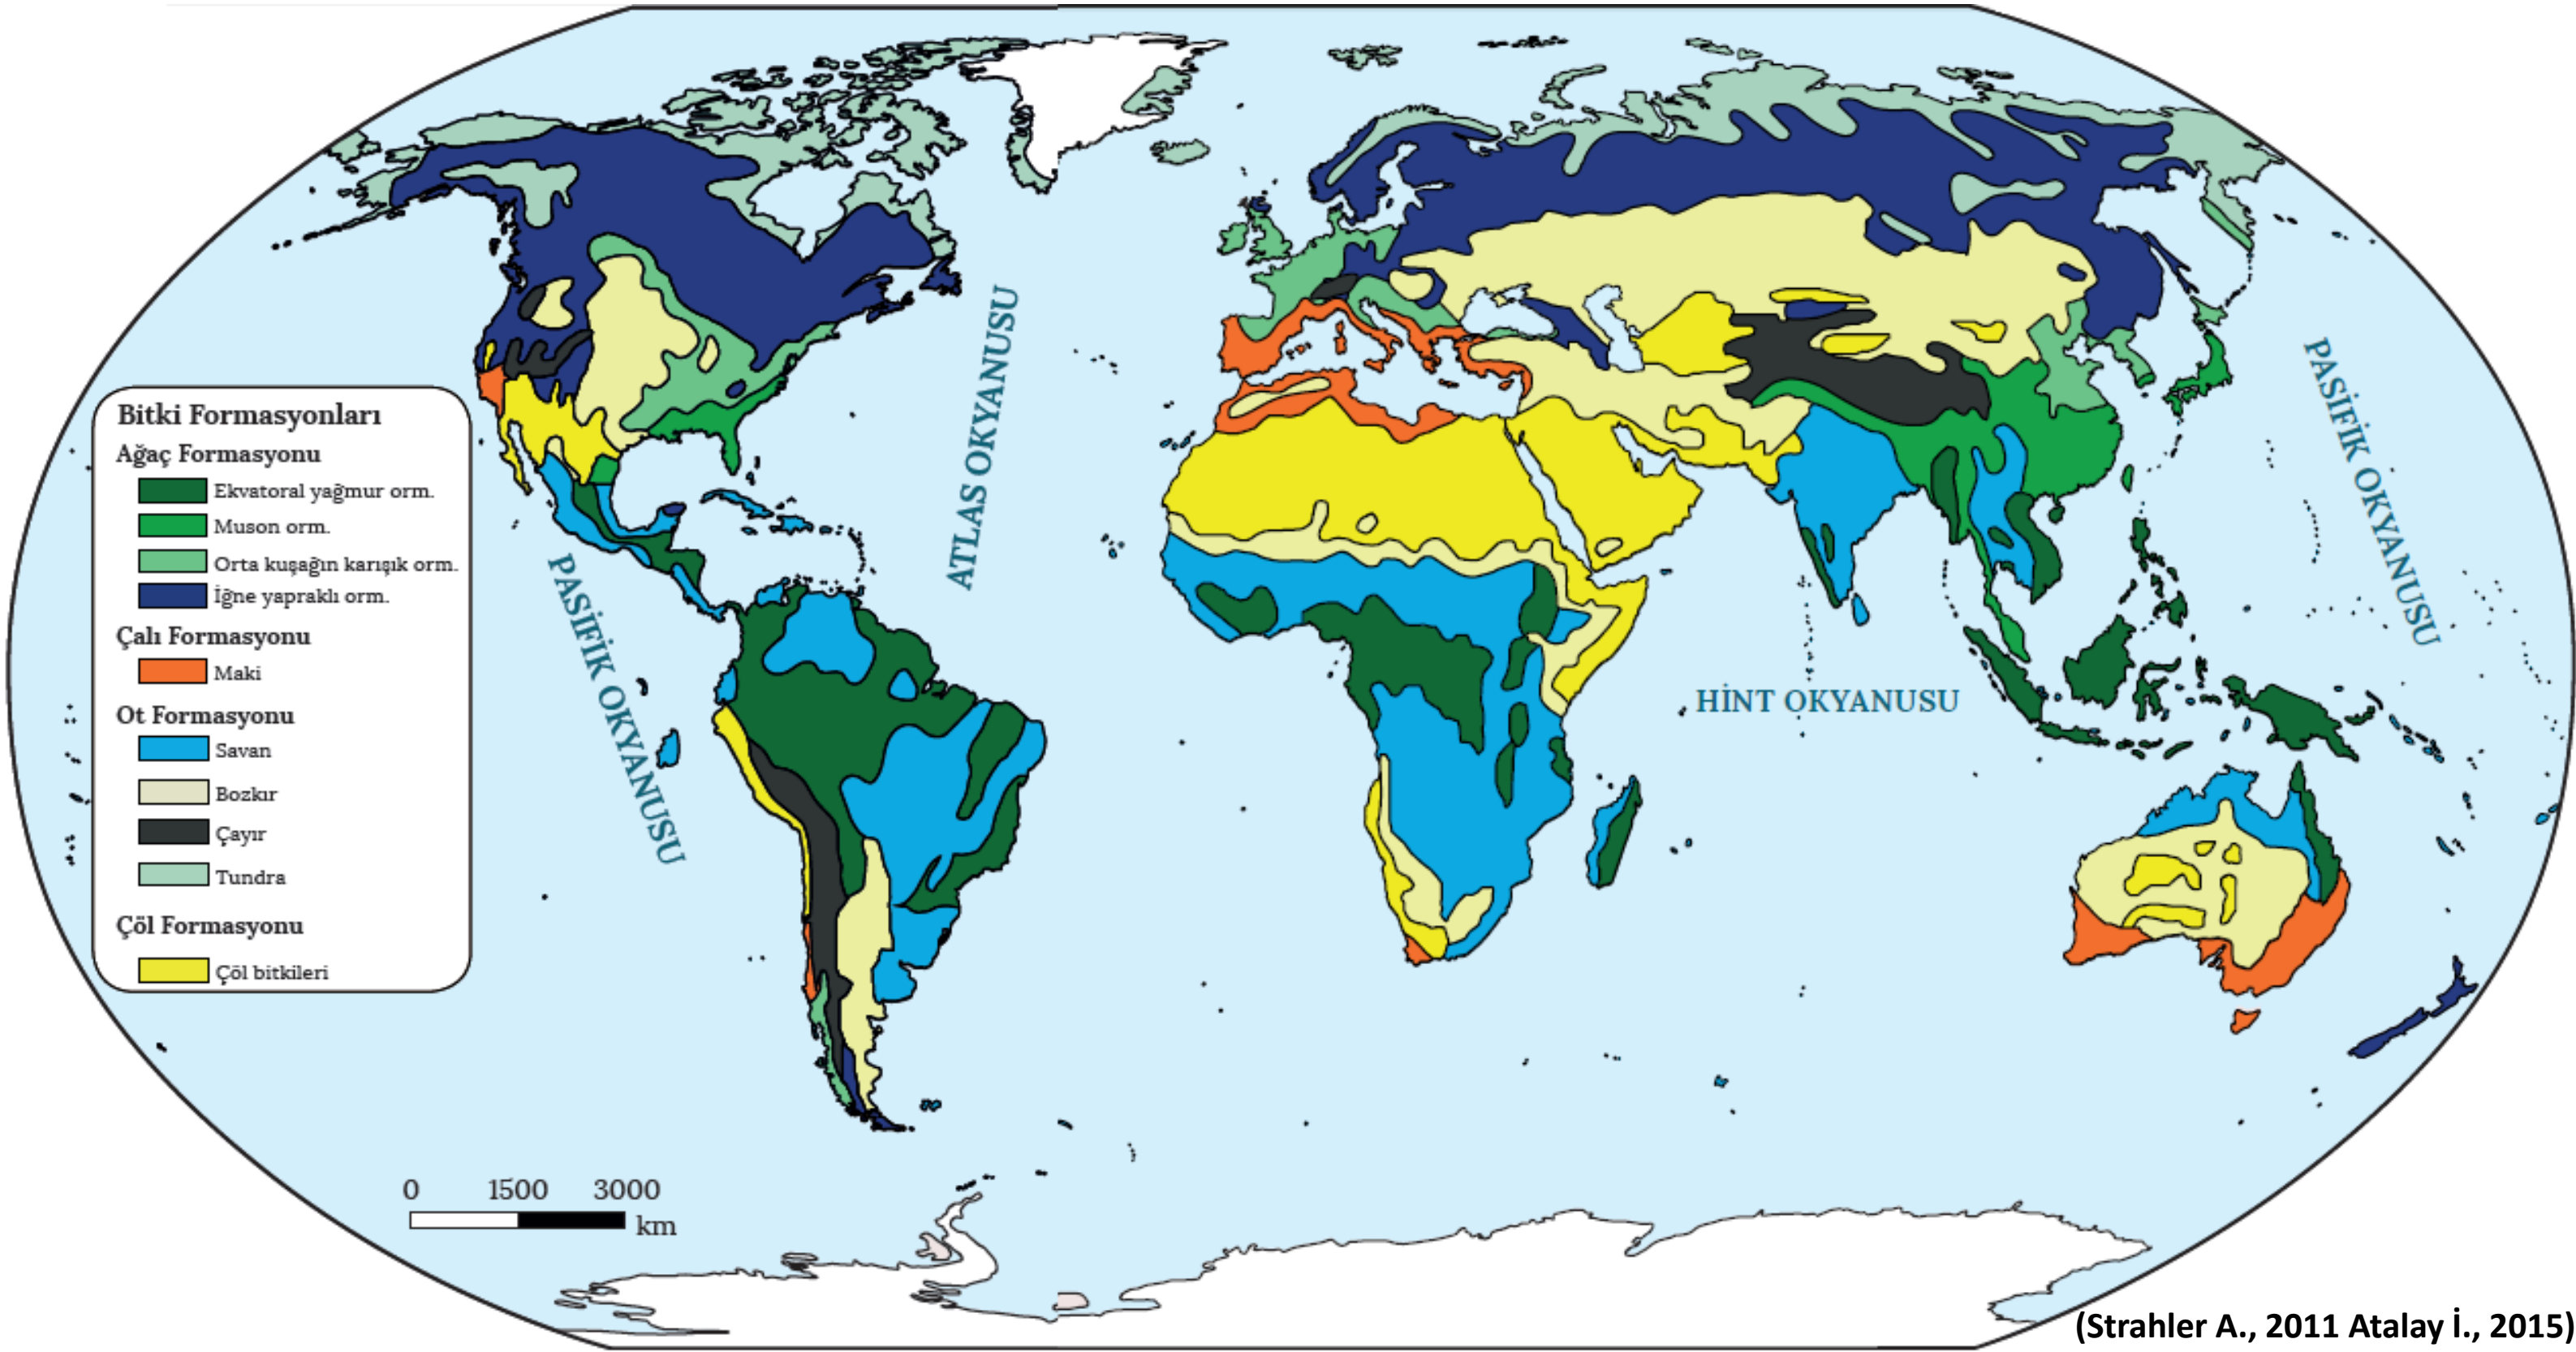 ATLAS OKYANUSU
PASİFİK OKYANUSU
PASİFİK OKYANUSU
HİNT OKYANUSU
Bitki Formasyonları
Ağaç Formasyonu
Ekvatoral yağmur orm.
Muson orm.
Orta kuşağın karışık orm.
İğne yapraklı orm.
Çalı Formasyonu
Maki
Ot Formasyonu
Savan
Bozkır
Çayır
Tundra
Çöl Formasyonu
Çöl bitkileri
0 1500 3000
km
(Strahler A., 2011 Atalay İ., 2015)